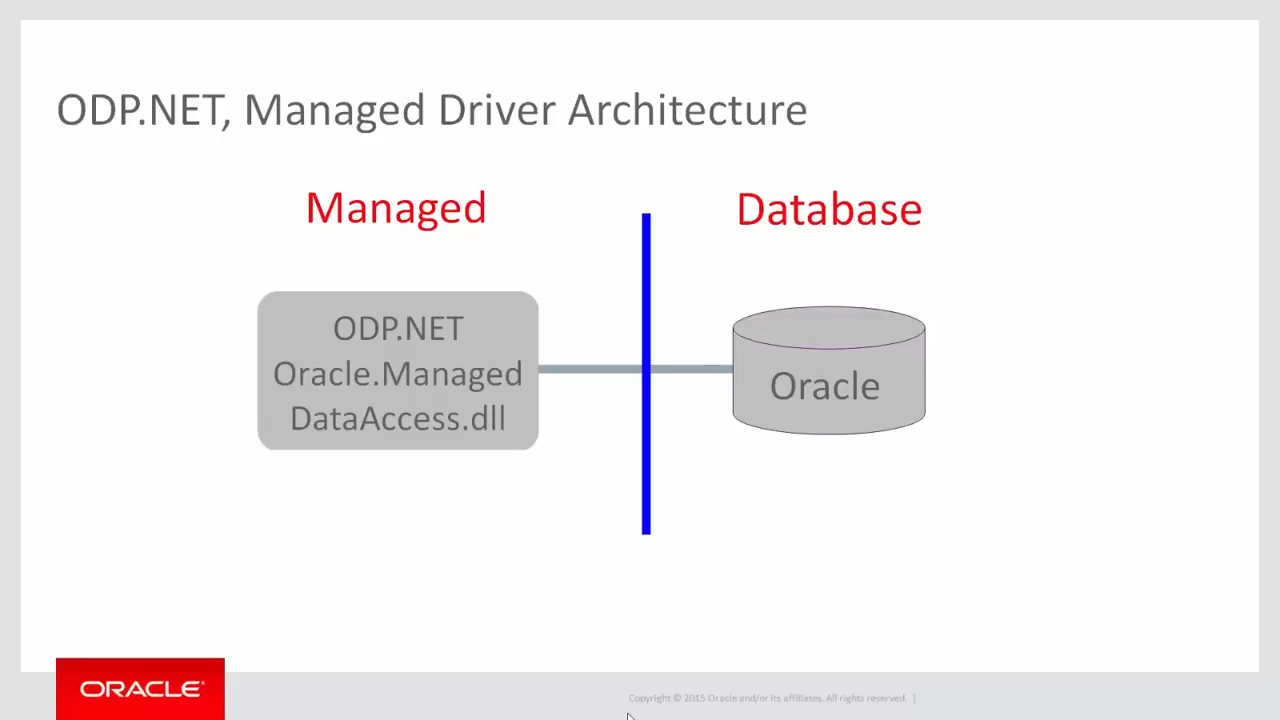 ODP.NET, Managed Driver Architecture
Managed
Database
ODP.NET
Oracle.Managed
DataAccess.dll
Oracle
ORACLE®
Copyright © 2015 Oracle and/or its affiliates. All rights reserved. |